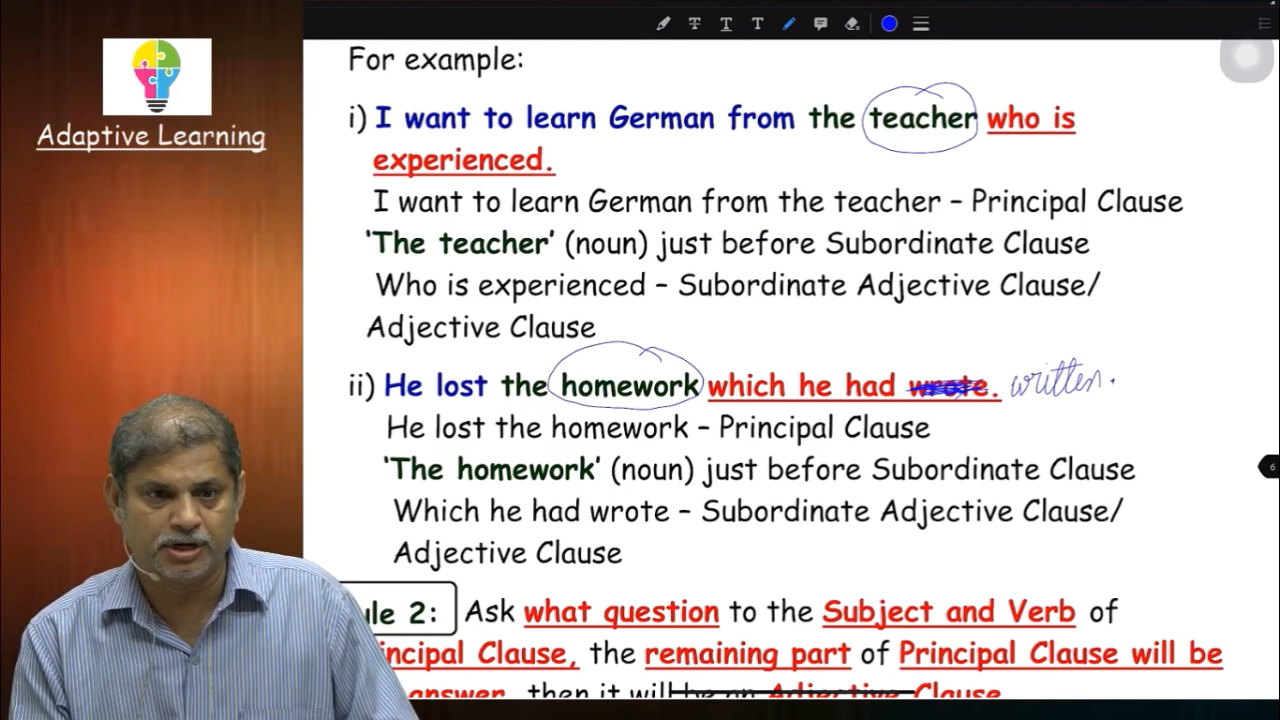 Adaptive Learning
For example:
i) I want to learn German from the teacher who is
experienced.
I want to learn German from the teacher – Principal Clause
‘The teacher’ (noun) just before Subordinate Clause
Who is experienced – Subordinate Adjective Clause/
Adjective Clause
ii) He lost the homework which he had wrote. written.
He lost the homework – Principal Clause
‘The homework’ (noun) just before Subordinate Clause
Which he had wrote – Subordinate Adjective Clause/
Adjective Clause
ule 2: Ask what question to the Subject and Verb of
incipal Clause, the remaining part of Principal Clause will be
answer, then it will be an Adjective Clause
6